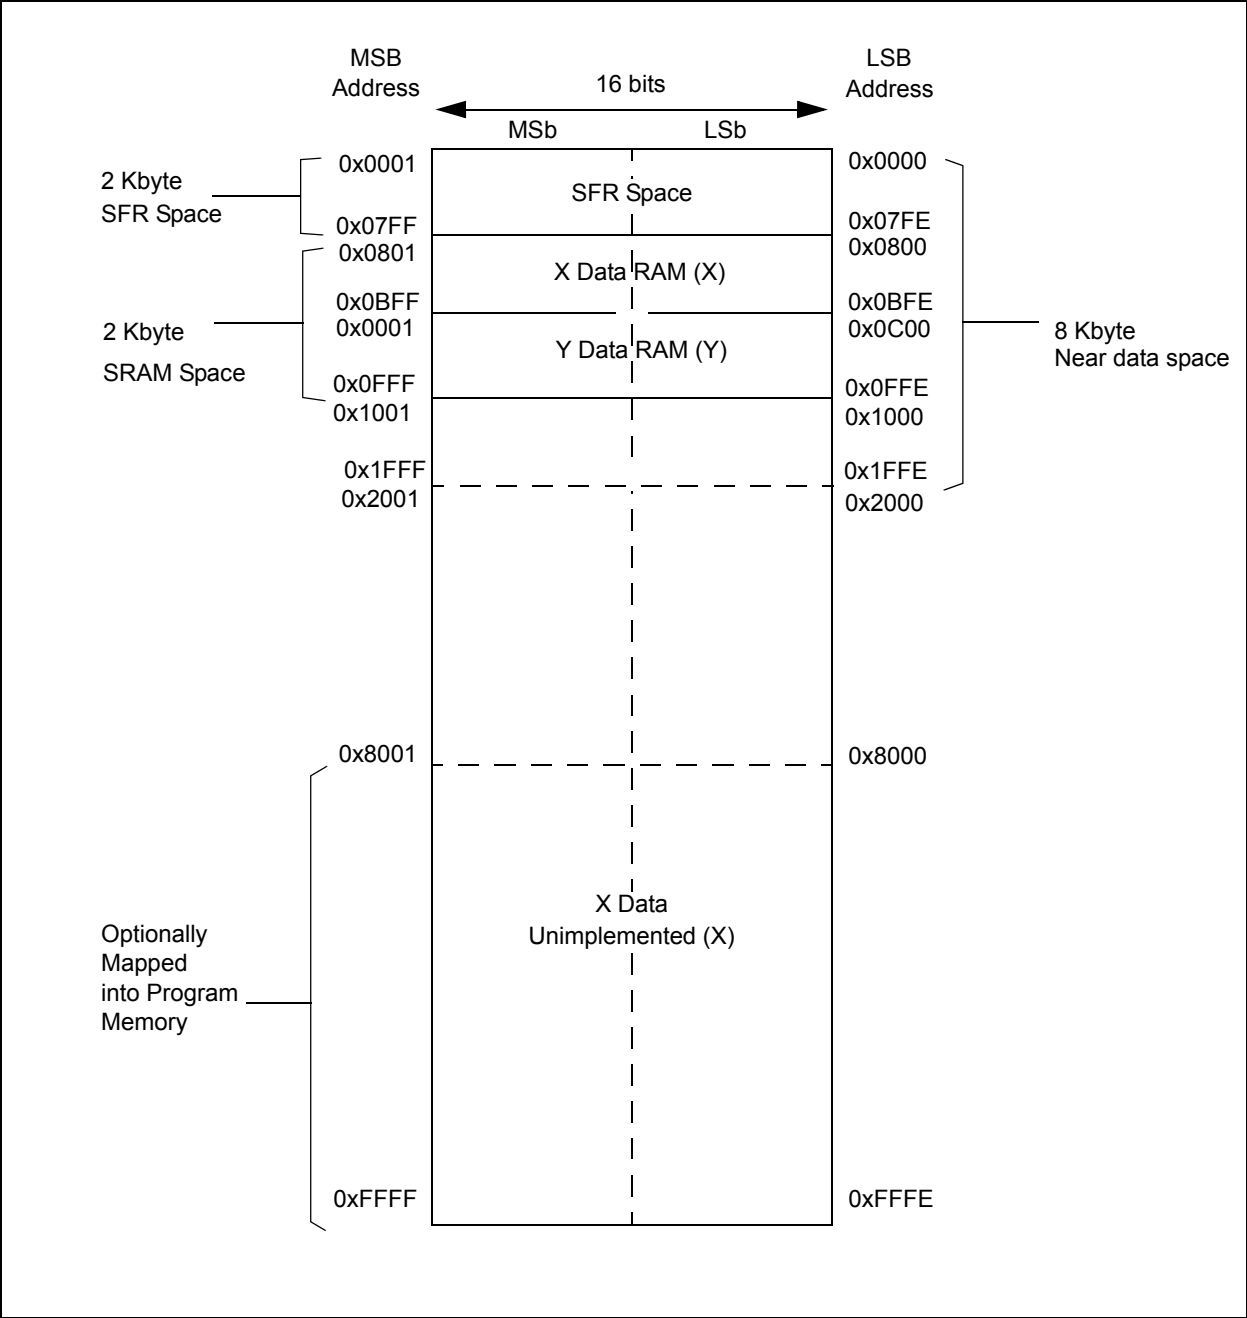 MSB
Address
16 bits
LSB
Address
MSb
LSb
2 Kbyte
SFR Space
0x0001
0x07FF
SFR Space
0x0000
0x07FE
0x0801
0x0BFF
X Data RAM (X)
0x0800
0x0BFE
2 Kbyte
SRAM Space
0x0001
0x0FFF
Y Data RAM (Y)
0x0C00
0x0FFE
8 Kbyte
Near data space
0x1001
0x1000
0x1FFF
0x1FFE
0x2001
0x2000
0x8001
0x8000
Optionally
Mapped
into Program
Memory
X Data
Unimplemented (X)
0xFFFF
0xFFFE